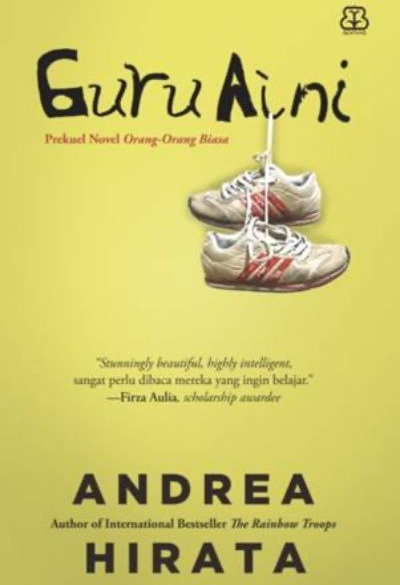 Guru Aini
Prekuel Novel Orang-Orang Biasa
“Stunningly beautiful, highly intelligent,
sangat perlu dibaca mereka yang ingin belajar.”
—Firza Aulia, scholarship awardee
ANDREA
Author of International Bestseller The Rainbow Troops
HIRATA